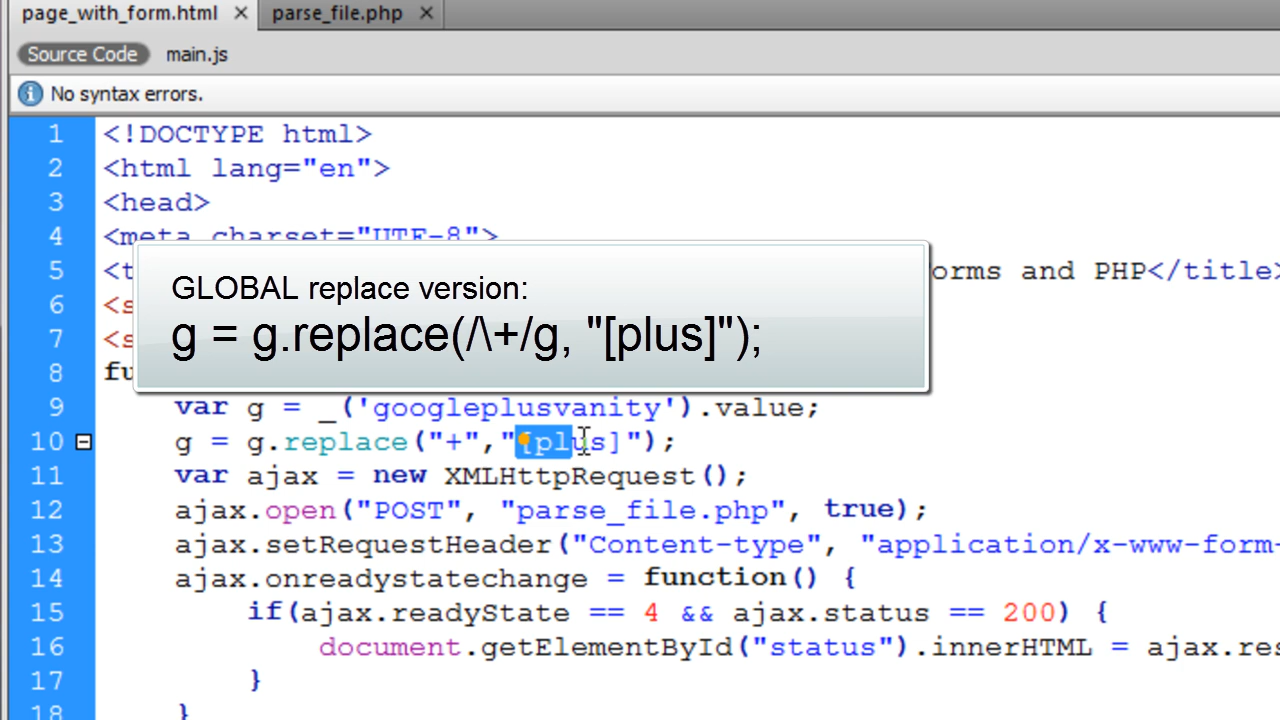 page_with_form.html × parse_file.php ×
Source Code main.js
No syntax errors.
1 <!DOCTYPE html>
2 <html lang="en">
3 <head>
4 <meta charset="UTF-8">
5 <t orms and PHP</title>
6 <s
7 <s
8 fu
GLOBAL replace version:
g = g.replace(/\+/g, "[plus]");
9 var g = _('googleplusvanity').value;
10 g = g.replace("+","[plus]");
11 var ajax = new XMLHttpRequest();
12 ajax.open("POST", "parse_file.php", true);
13 ajax.setRequestHeader("Content-type", "application/x-www-form-
14 ajax.onreadystatechange = function() {
15 if(ajax.readyState == 4 && ajax.status == 200) {
16 document.getElementById("status").innerHTML = ajax.res
17 }
18 }